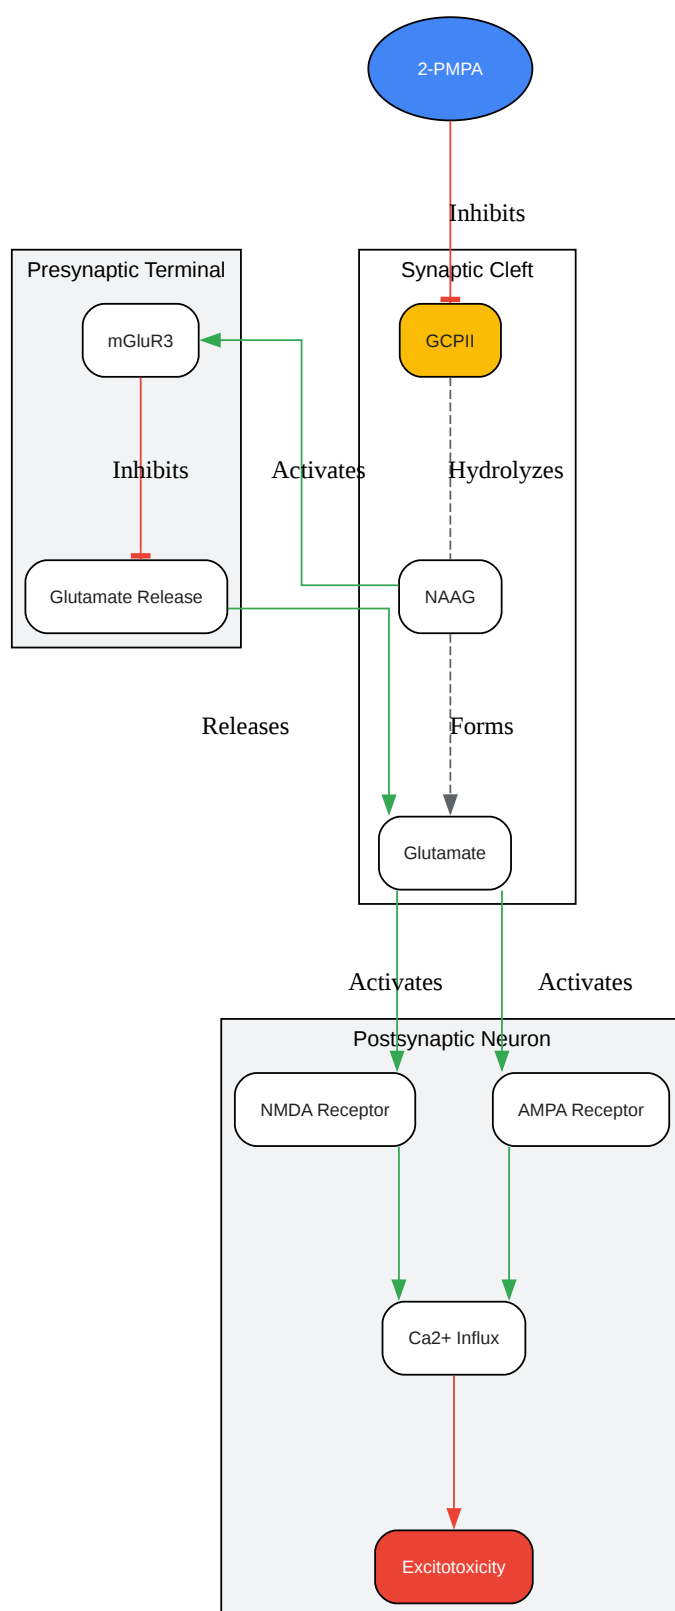 2-PMPA
Inhibits
Presynaptic Terminal
Synaptic Cleft
mGluR3
GCPII
Inhibits
Activates
Hydrolyzes
Glutamate Release
NAAG
Releases
Forms
Glutamate
Activates
Activates
Postsynaptic Neuron
NMDA Receptor
AMPA Receptor
Ca2+ Influx
Excitotoxicity